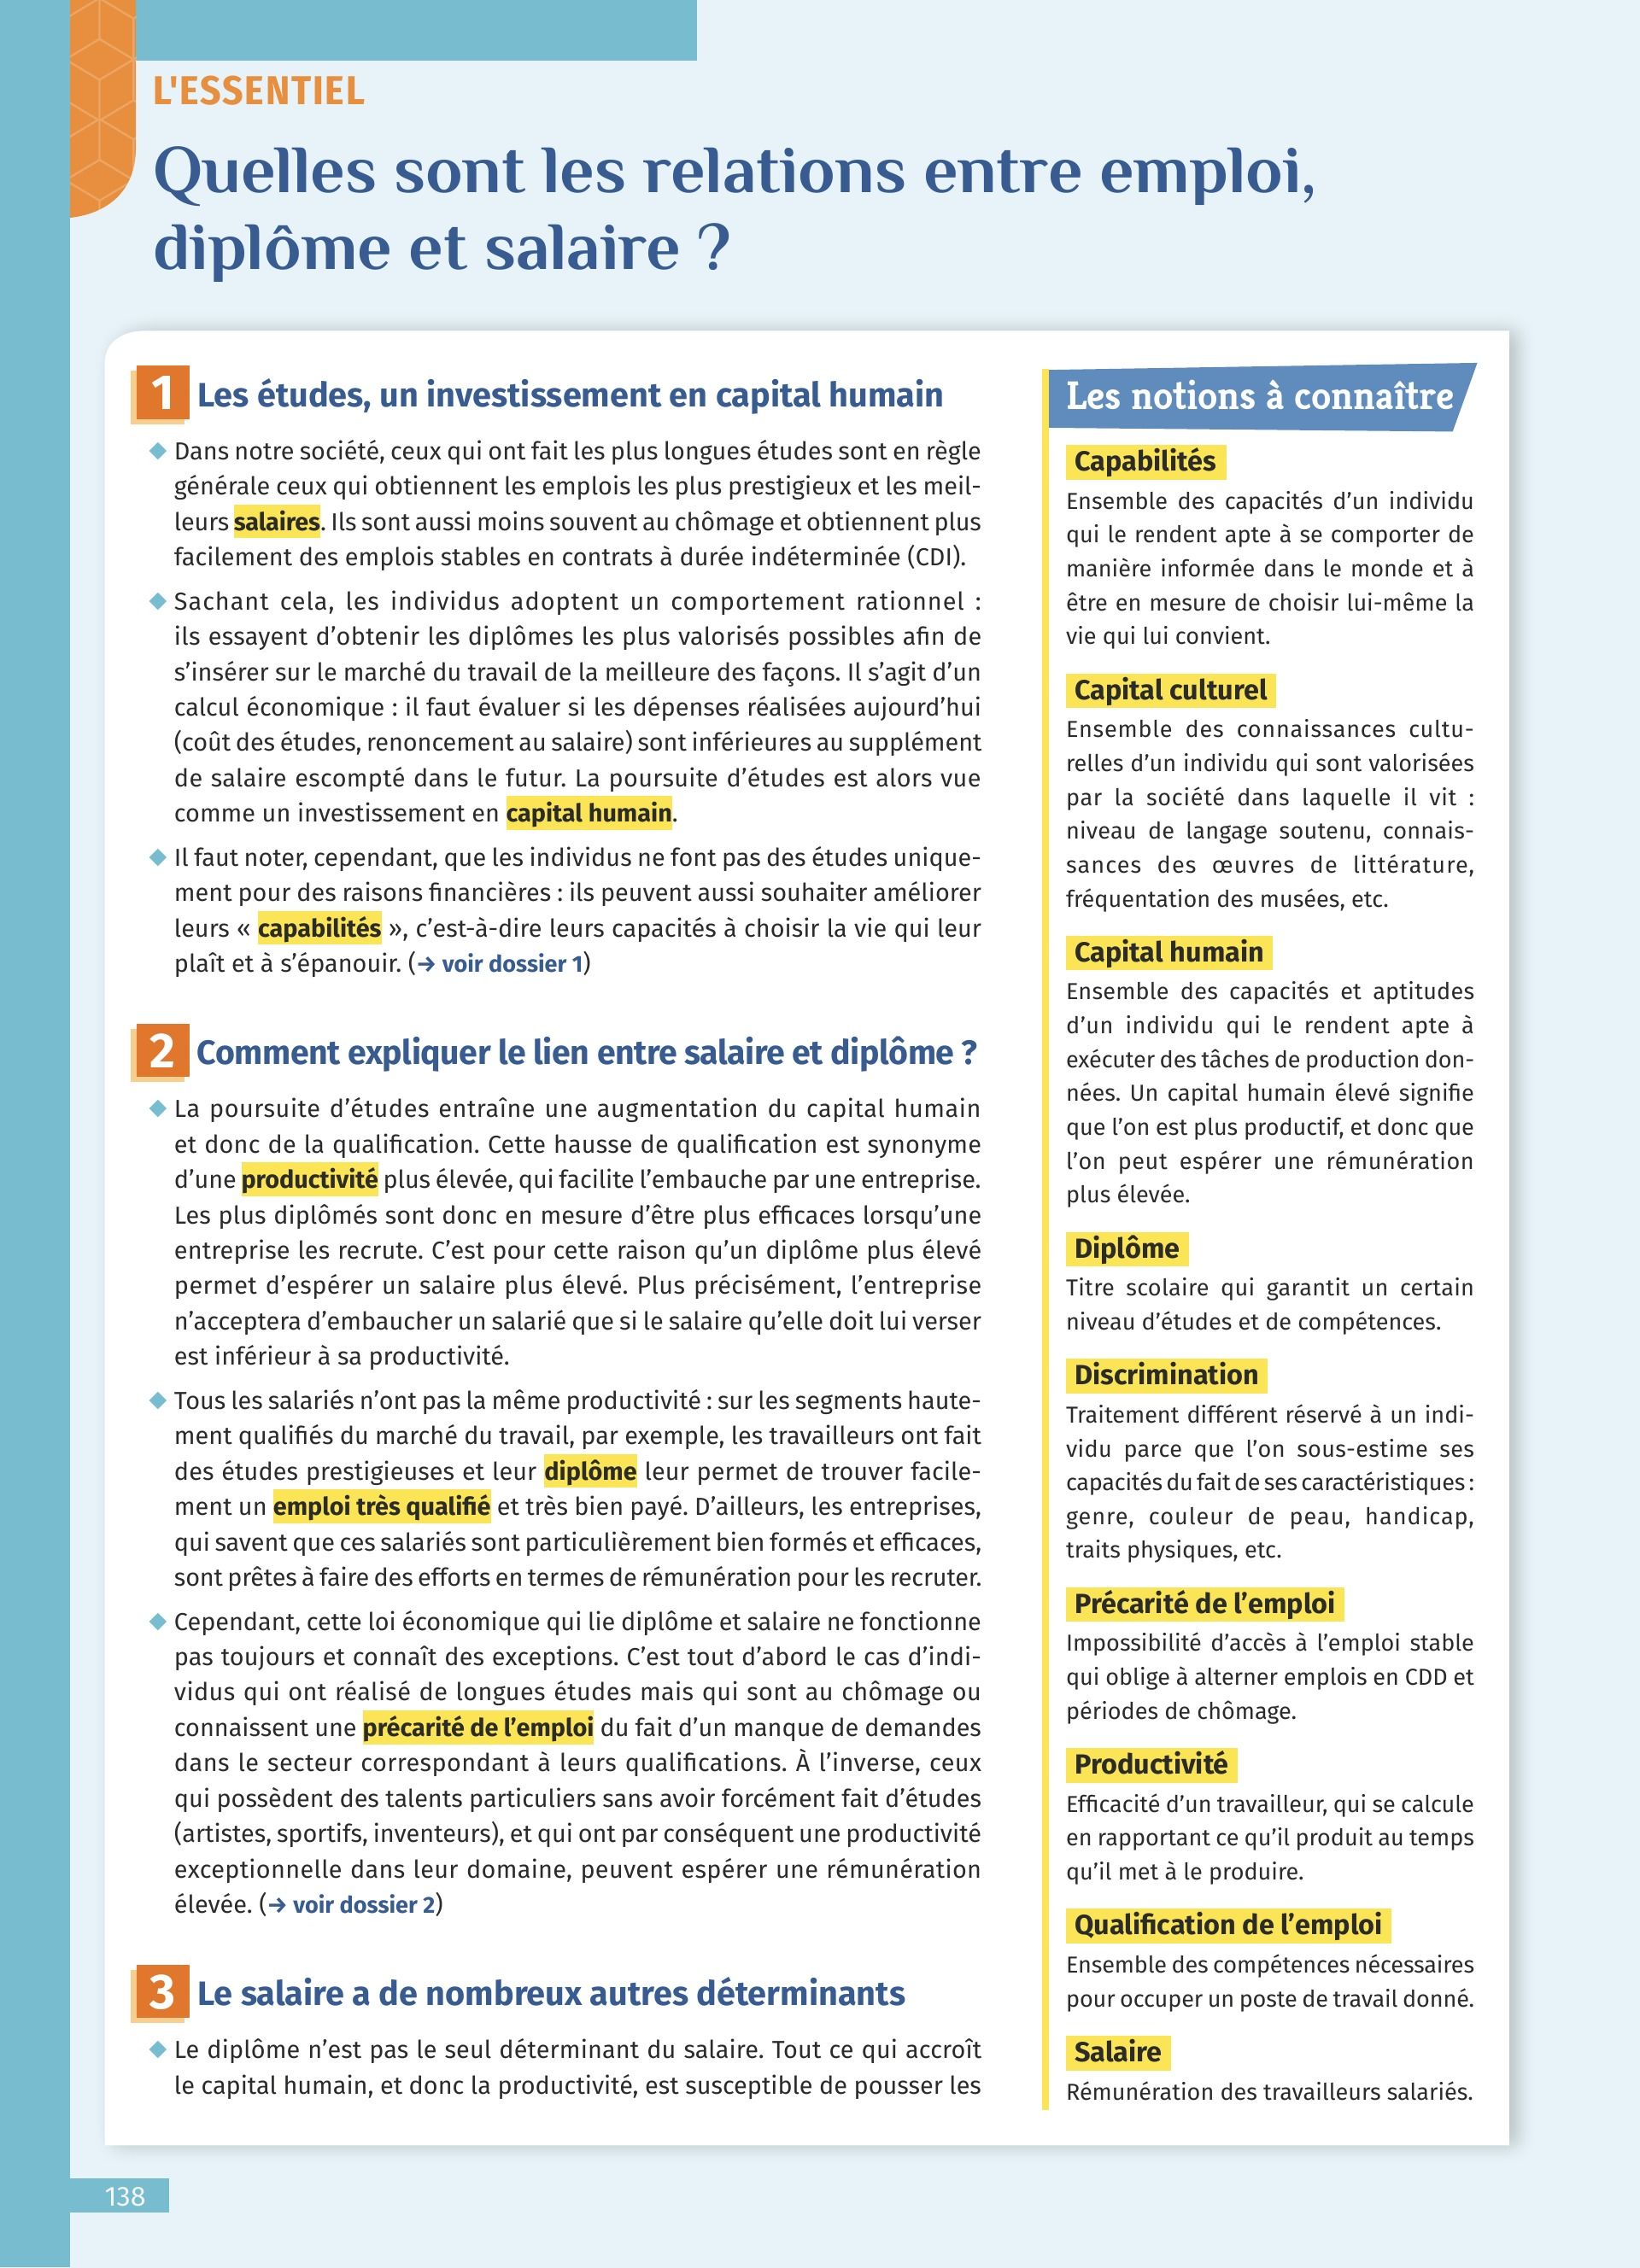 L'ESSENTIEL
Quelles sont les relations entre emploi,
diplôme et salaire ?
1 Les études, un investissement en capital humain
◆ Dans notre société, ceux qui ont fait les plus longues études sont en règle
générale ceux qui obtiennent les emplois les plus prestigieux et les meil-
leurs salaires. Ils sont aussi moins souvent au chômage et obtiennent plus
facilement des emplois stables en contrats à durée indéterminée (CDI).
◆ Sachant cela, les individus adoptent un comportement rationnel :
ils essayent d'obtenir les diplômes les plus valorisés possibles afin de
s'insérer sur le marché du travail de la meilleure des façons. Il s'agit d'un
calcul économique : il faut évaluer si les dépenses réalisées aujourd'hui
(coût des études, renoncement au salaire) sont inférieures au supplément
de salaire escompté dans le futur. La poursuite d'études est alors vue
comme un investissement en capital humain.
◆ Il faut noter, cependant, que les individus ne font pas des études unique-
ment pour des raisons financières : ils peuvent aussi souhaiter améliorer
leurs « capabilités », c'est-à-dire leurs capacités à choisir la vie qui leur
plaît et à s'épanouir. (→ voir dossier 1)
2 Comment expliquer le lien entre salaire et diplôme ?
◆ La poursuite d'études entraîne une augmentation du capital humain
et donc de la qualification. Cette hausse de qualification est synonyme
d'une productivité plus élevée, qui facilite l'embauche par une entreprise.
Les plus diplômés sont donc en mesure d'être plus efficaces lorsqu'une
entreprise les recrute. C'est pour cette raison qu'un diplôme plus élevé
permet d'espérer un salaire plus élevé. Plus précisément, l'entreprise
n'acceptera d'embaucher un salarié que si le salaire qu'elle doit lui verser
est inférieur à sa productivité.
◆ Tous les salariés n'ont pas la même productivité : sur les segments haute-
ment qualifiés du marché du travail, par exemple, les travailleurs ont fait
des études prestigieuses et leur diplôme leur permet de trouver facile-
ment un emploi très qualifié et très bien payé. D'ailleurs, les entreprises,
qui savent que ces salariés sont particulièrement bien formés et efficaces,
sont prêtes à faire des efforts en termes de rémunération pour les recruter.
◆ Cependant, cette loi économique qui lie diplôme et salaire ne fonctionne
pas toujours et connaît des exceptions. C'est tout d'abord le cas d'indi-
vidus qui ont réalisé de longues études mais qui sont au chômage ou
connaissent une précarité de l'emploi du fait d'un manque de demandes
dans le secteur correspondant à leurs qualifications. À l'inverse, ceux
qui possèdent des talents particuliers sans avoir forcément fait d'études
(artistes, sportifs, inventeurs), et qui ont par conséquent une productivité
exceptionnelle dans leur domaine, peuvent espérer une rémunération
élevée. (→ voir dossier 2)
3 Le salaire a de nombreux autres déterminants
◆ Le diplôme n'est pas le seul déterminant du salaire. Tout ce qui accroît
le capital humain, et donc la productivité, est susceptible de pousser les
Les notions à connaître
Capabilités
Ensemble des capacités d'un individu
qui le rendent apte à se comporter de
manière informée dans le monde et à
être en mesure de choisir lui-même la
vie qui lui convient.
Capital culturel
Ensemble des connaissances cultu-
relles d'un individu qui sont valorisées
par la société dans laquelle il vit :
niveau de langage soutenu, connais-
sances des œuvres de littérature,
fréquentation des musées, etc.
Capital humain
Ensemble des capacités et aptitudes
d'un individu qui le rendent apte à
exécuter des tâches de production don-
nées. Un capital humain élevé signifie
que l'on est plus productif, et donc que
l'on peut espérer une rémunération
plus élevée.
Diplôme
Titre scolaire qui garantit un certain
niveau d'études et de compétences.
Discrimination
Traitement différent réservé à un indi-
vidu parce que l'on sous-estime ses
capacités du fait de ses caractéristiques :
genre, couleur de peau, handicap,
traits physiques, etc.
Précarité de l'emploi
Impossibilité d'accès à l'emploi stable
qui oblige à alterner emplois en CDD et
périodes de chômage.
Productivité
Efficacité d'un travailleur, qui se calcule
en rapportant ce qu'il produit au temps
qu'il met à le produire.
Qualification de l'emploi
Ensemble des compétences nécessaires
pour occuper un poste de travail donné.
Salaire
Rémunération des travailleurs salariés.
138